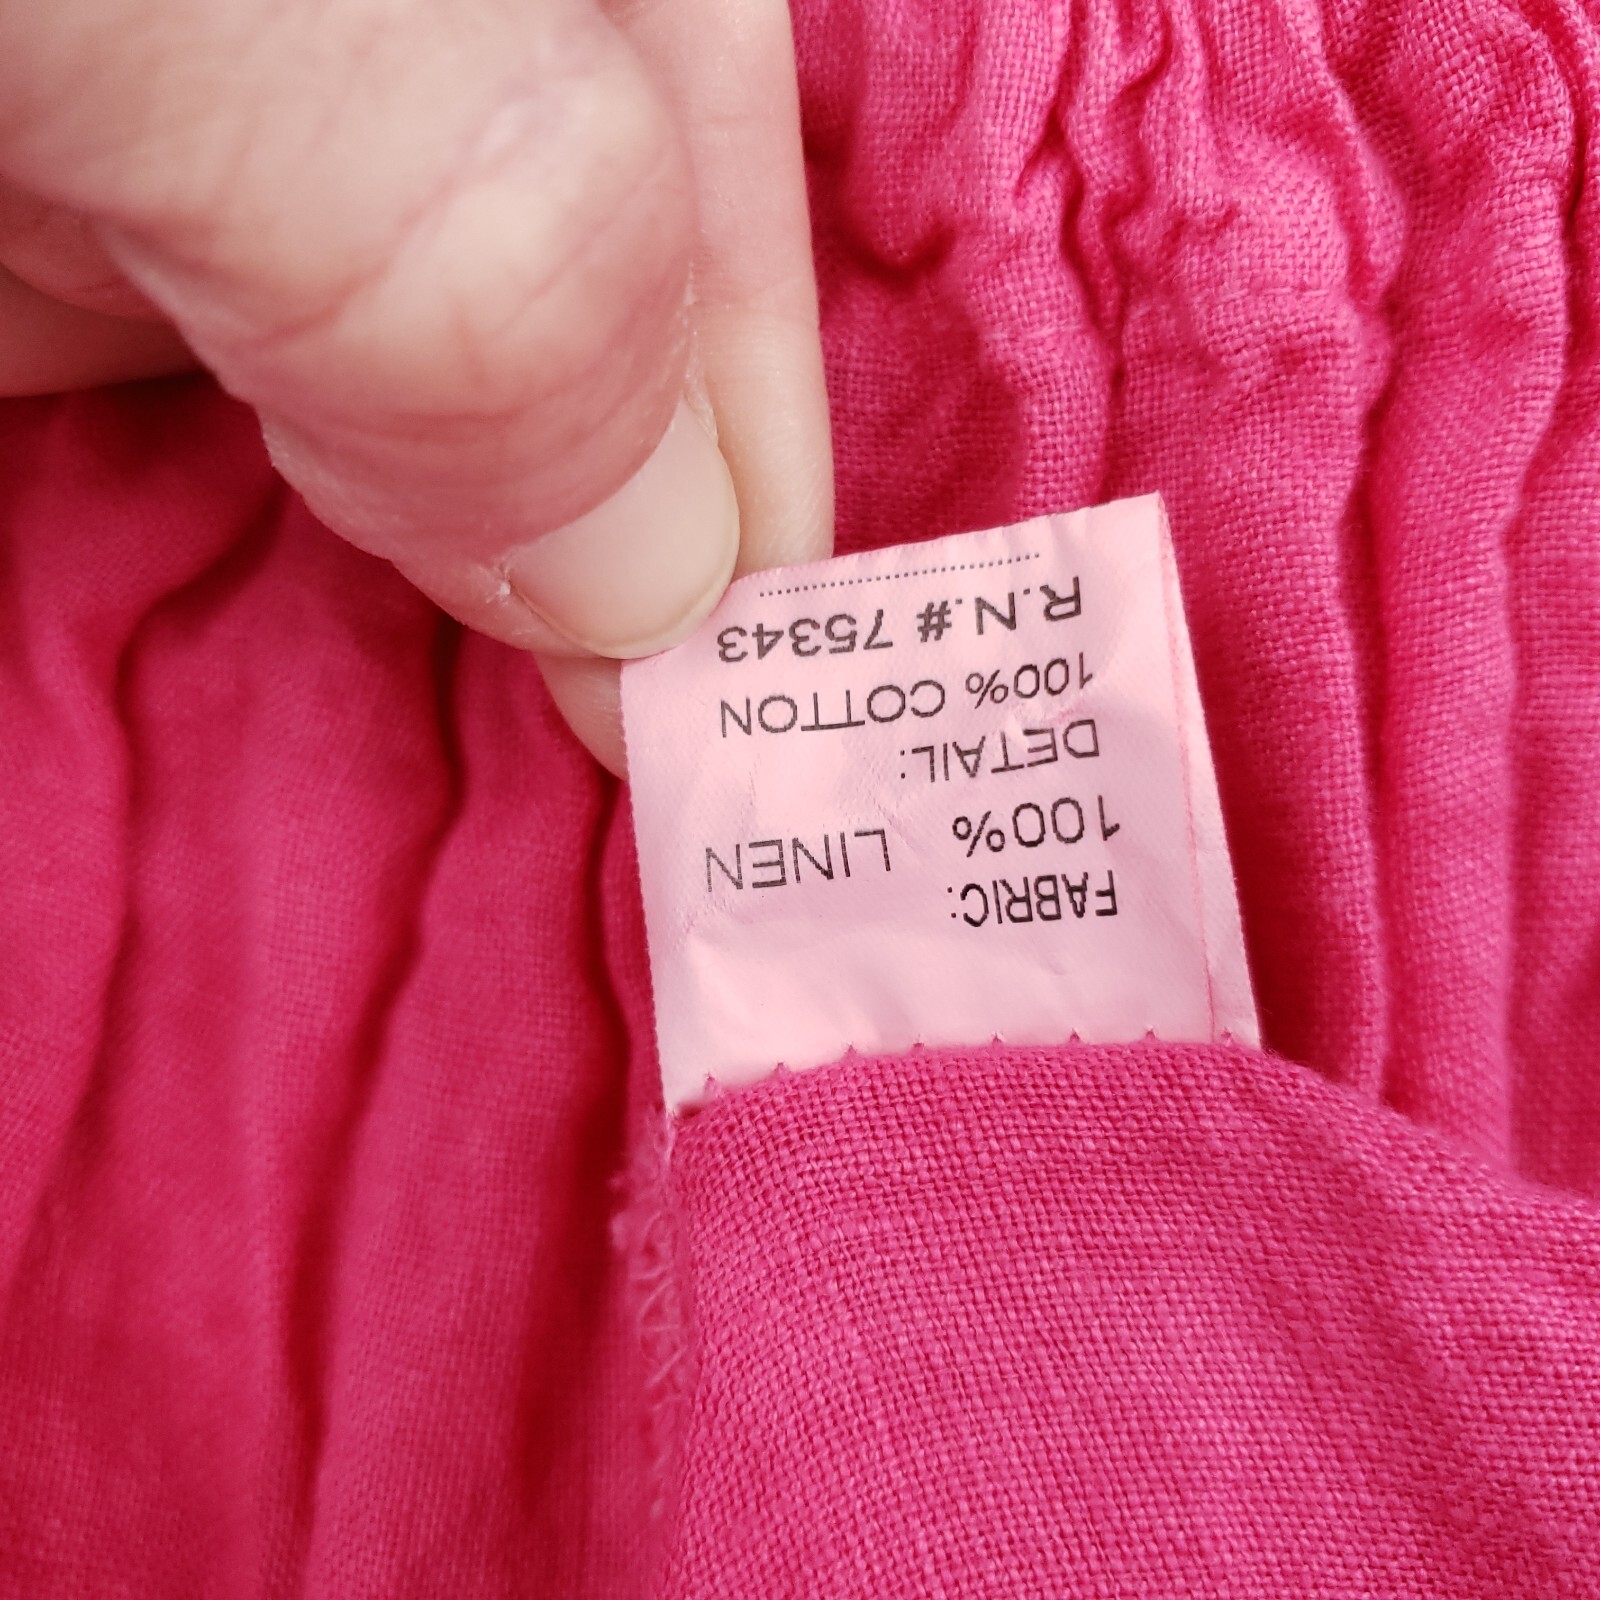 FABRIC:
100% LINEN
DETAIL:
100% COTTON
R.N.# 75343